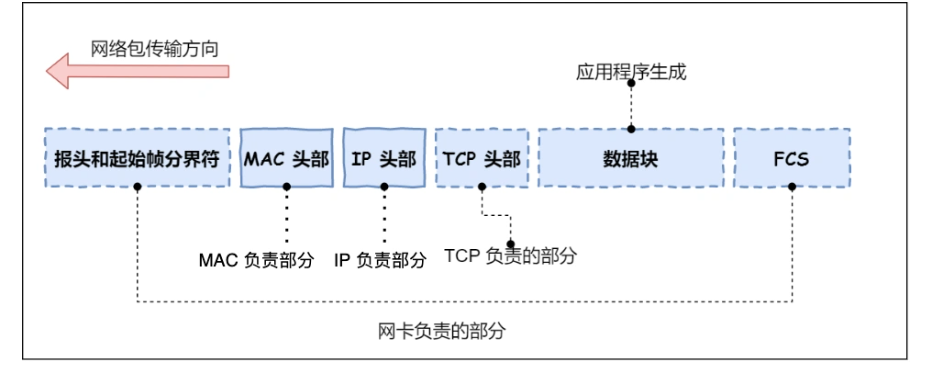 网络包传输方向
应用程序生成
报头和起始帧分界符
MAC 头部
IP 头部
TCP 头部
数据块
FCS
MAC 负责部分
IP 负责部分
TCP 负责的部分
网卡负责的部分